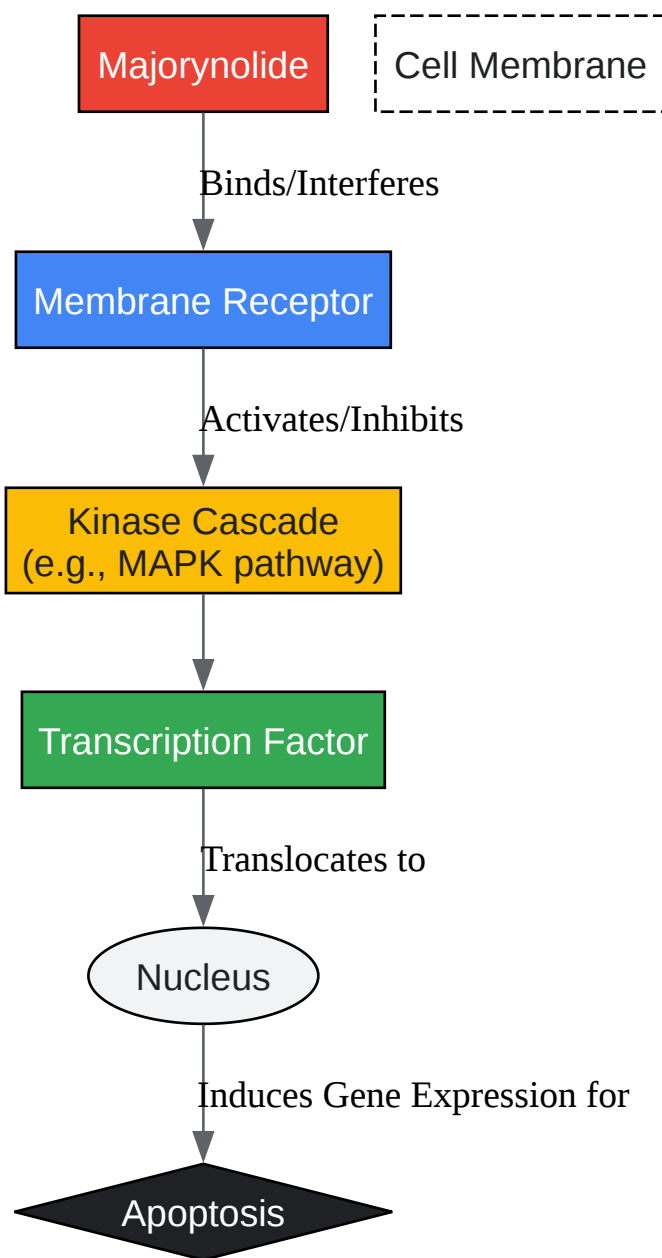 Majorynolide
Cell Membrane
Binds/Interferes
Membrane Receptor
Activates/Inhibits
Kinase Cascade
(e.g., MAPK pathway)
Transcription Factor
Translocates to
Nucleus
Induces Gene Expression for
Apoptosis